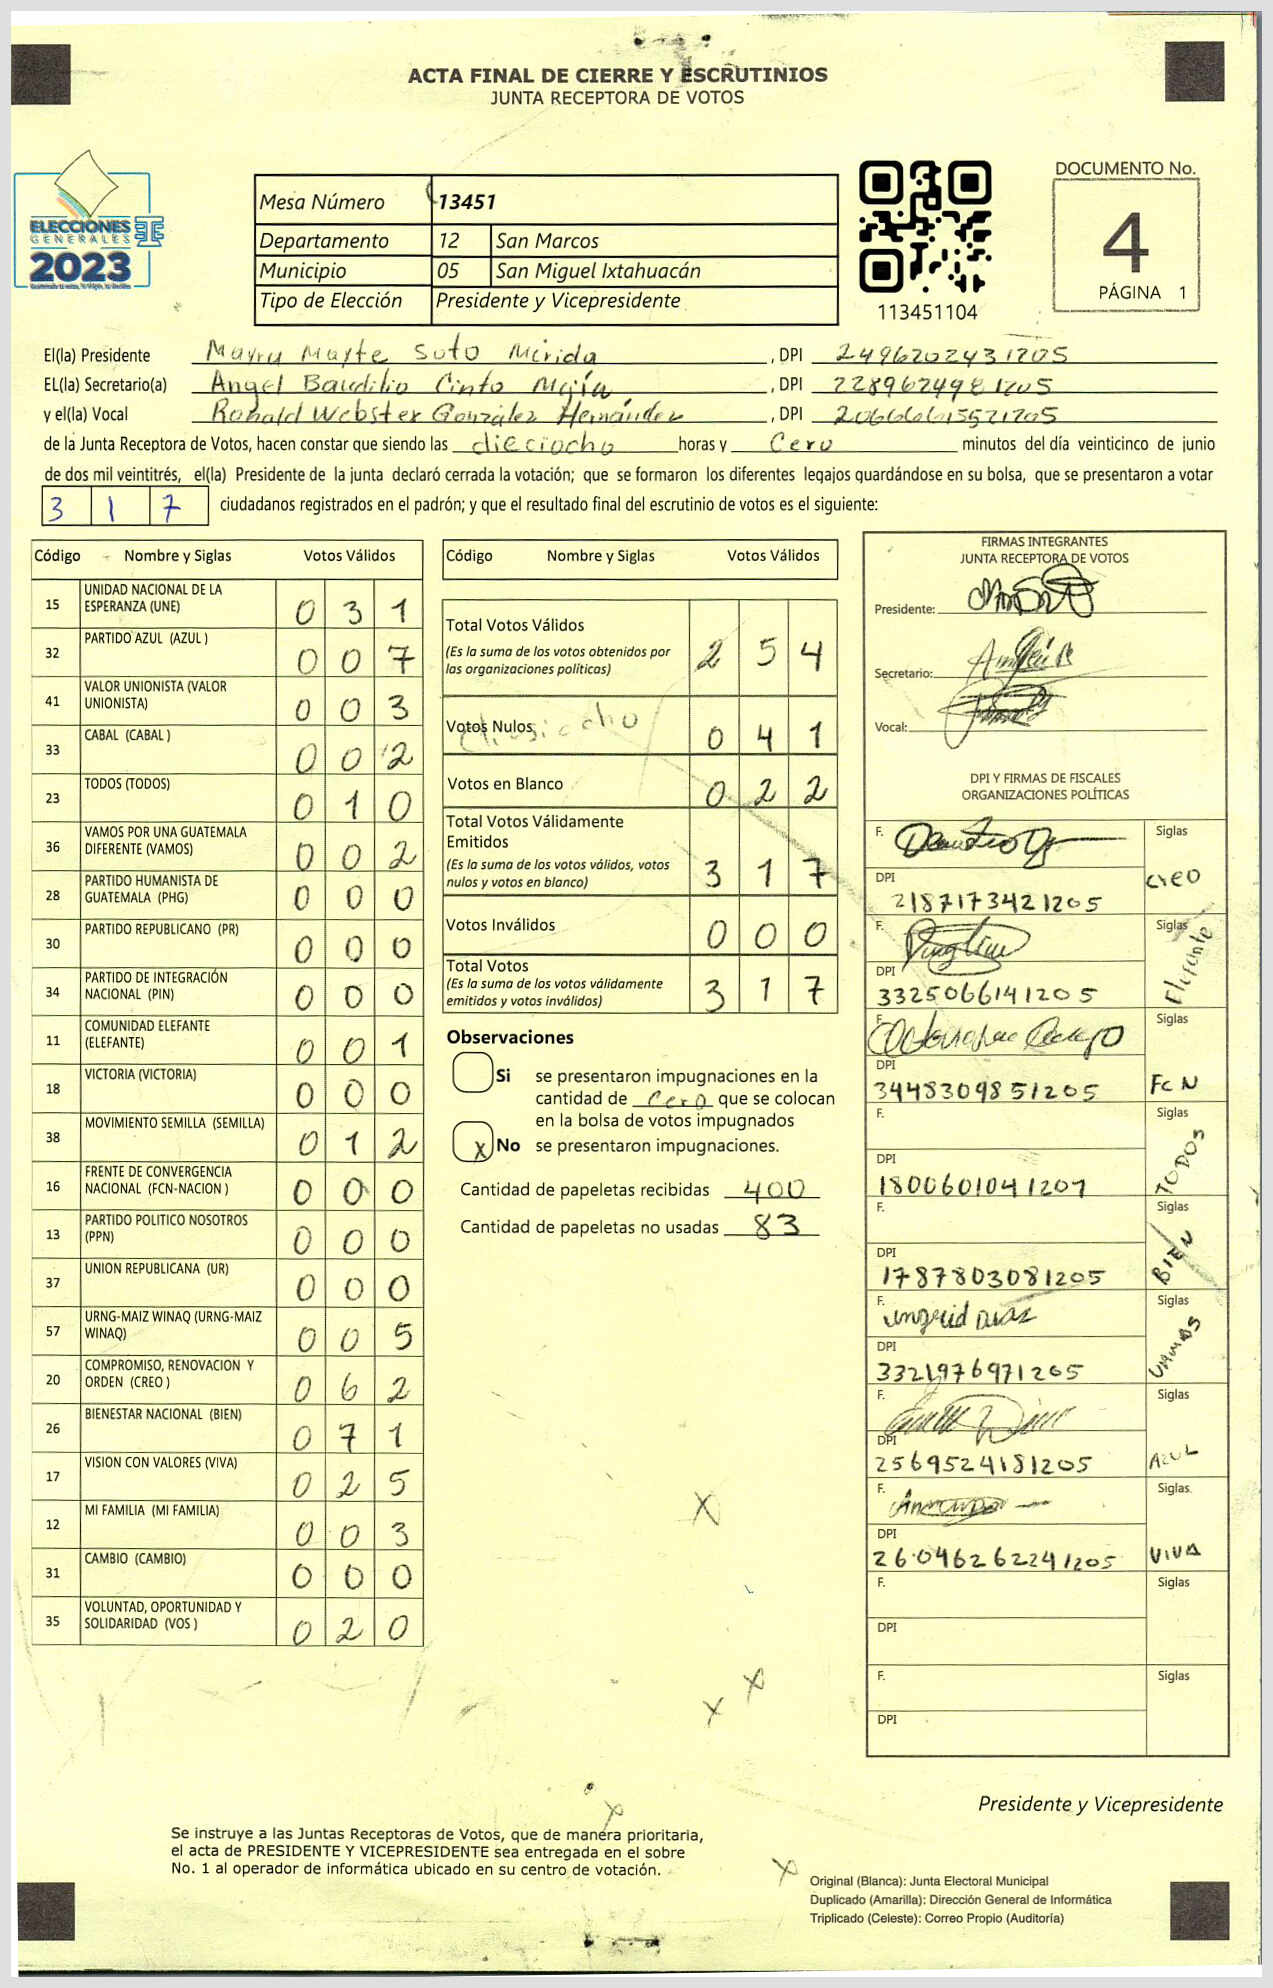 ACTA FINAL DE CIERRE Y ESCRUTINIOS
JUNTA RECEPTORA DE VOTOS
ELECCIONES
GENERALES
2023
Mesa Número 13451
Departamento 12 San Marcos
Municipio 05 San Miguel Ixtahuacán
Tipo de Elección Presidente y Vicepresidente
113451104
DOCUMENTO No.
4
PÁGINA 1
El(la) Presidente Mayra Mayte Soto Mérida, DPI 2496202431205
EL(la) Secretario(a) Angel Baudilio Cinto Mejía, DPI 2289629981205
y el(la) Vocal Ronald Webster González Hernández, DPI 20666615521205
de la Junta Receptora de Votos, hacen constar que siendo las dieciocho horas y Cero minutos del día veinticinco de junio
de dos mil veintitrés, el(la) Presidente de la junta declaró cerrada la votación; que se formaron los diferentes legajos guardándose en su bolsa, que se presentaron a votar
3 1 7 ciudadanos registrados en el padrón; y que el resultado final del escrutinio de votos es el siguiente:
Código Nombre y Siglas Votos Válidos
15 UNIDAD NACIONAL DE LA ESPERANZA (UNE) 0 3 1
32 PARTIDO AZUL (AZUL ) 0 0 7
41 VALOR UNIONISTA (VALOR UNIONISTA) 0 0 3
33 CABAL (CABAL ) 0 0 2
23 TODOS (TODOS) 0 1 0
36 VAMOS POR UNA GUATEMALA DIFERENTE (VAMOS) 0 0 2
28 PARTIDO HUMANISTA DE GUATEMALA (PHG) 0 0 0
30 PARTIDO REPUBLICANO (PR) 0 0 0
34 PARTIDO DE INTEGRACIÓN NACIONAL (PIN) 0 0 0
11 COMUNIDAD ELEFANTE (ELEFANTE) 0 0 1
18 VICTORIA (VICTORIA) 0 0 0
38 MOVIMIENTO SEMILLA (SEMILLA) 0 1 2
16 FRENTE DE CONVERGENCIA NACIONAL (FCN-NACION ) 0 0 0
13 PARTIDO POLITICO NOSOTROS (PPN) 0 0 0
37 UNION REPUBLICANA (UR) 0 0 0
57 URNG-MAIZ WINAQ (URNG-MAIZ WINAQ) 0 0 5
20 COMPROMISO, RENOVACION Y ORDEN (CREO ) 0 6 2
26 BIENESTAR NACIONAL (BIEN) 0 7 1
17 VISION CON VALORES (VIVA) 0 2 5
12 MI FAMILIA (MI FAMILIA) 0 0 3
31 CAMBIO (CAMBIO) 0 0 0
35 VOLUNTAD, OPORTUNIDAD Y SOLIDARIDAD (VOS ) 0 2 0
Código Nombre y Siglas Votos Válidos
Total Votos Válidos 2 5 4
(Es la suma de los votos obtenidos por
las organizaciones políticas)
Votos Nulos 0 4 1
Votos en Blanco 0 2 2
Total Votos Válidamente
Emitidos 3 1 7
(Es la suma de los votos válidos, votos
nulos y votos en blanco)
Votos Inválidos 0 0 0
Total Votos 3 1 7
(Es la suma de los votos válidamente
emitidos y votos inválidos)
Observaciones
Si se presentaron impugnaciones en la
cantidad de Cero que se colocan
en la bolsa de votos impugnados
x No se presentaron impugnaciones.
Cantidad de papeletas recibidas 400
Cantidad de papeletas no usadas 83
FIRMAS INTEGRANTES
JUNTA RECEPTORA DE VOTOS
Presidente:
Secretario:
Vocal:
DPI Y FIRMAS DE FISCALES
ORGANIZACIONES POLÍTICAS
F. Siglas
DPI 2187173421205 CREO
F. Siglas
DPI 3325066141205 Elefante
F. Siglas
DPI 3448309851205 FCN
F. Siglas
DPI 1800601041207 TODOS
F. Siglas
DPI 1787803081205 BIEN
F. Ingrid Diaz Siglas
DPI 3321976971205 VAMOS
F. Siglas
DPI 2569524181205 AZUL
F. Siglas
DPI 26046262241205 VIVA
F. Siglas
DPI
F. Siglas
DPI
Presidente y Vicepresidente
Se instruye a las Juntas Receptoras de Votos, que de manera prioritaria,
el acta de PRESIDENTE Y VICEPRESIDENTE sea entregada en el sobre
No. 1 al operador de informática ubicado en su centro de votación.
Original (Blanca): Junta Electoral Municipal
Duplicado (Amarilla): Dirección General de Informática
Triplicado (Celeste): Correo Propio (Auditoría)